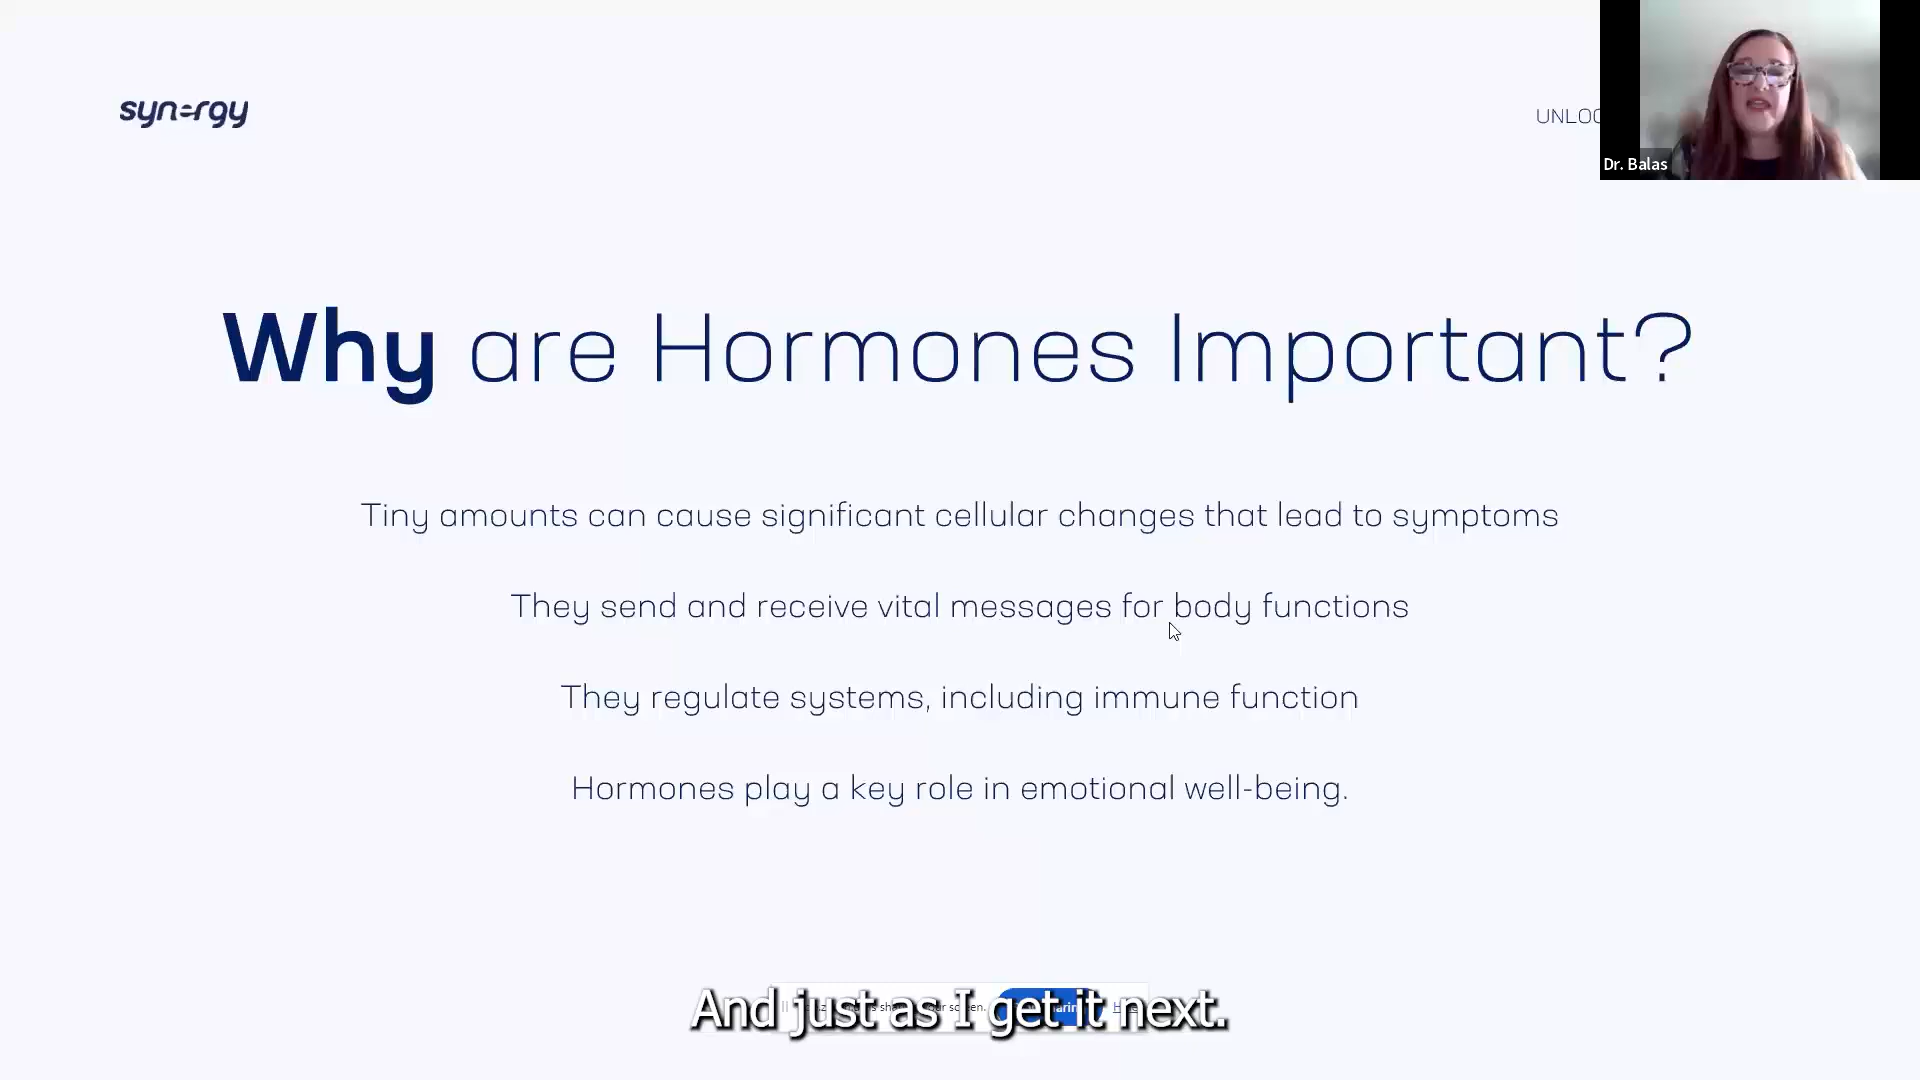 synergy
UNLOC
Dr. Balas
Why are Hormones Important?
Tiny amounts can cause significant cellular changes that lead to symptoms
They send and receive vital messages for body functions
They regulate systems, including immune function
Hormones play a key role in emotional well-being.
And just as I get it next.